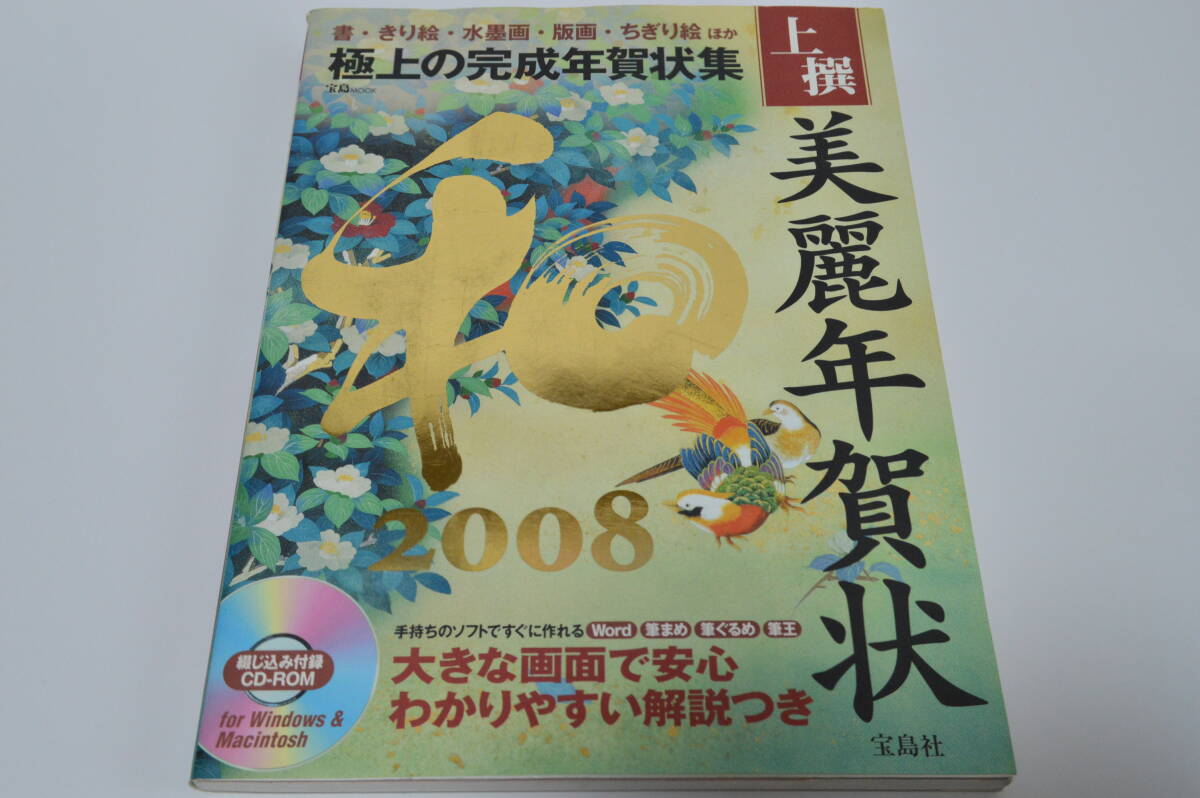 書・きり絵・水墨画・版画・ちぎり絵 ほか
極上の完成年賀状集
宝島MOOK
上撰
美麗年賀状
和
2008
手持ちのソフトですぐに作れる Word 筆まめ 筆ぐるめ 筆王
大きな画面で安心
わかりやすい解説つき
綴じ込み付録
CD-ROM
for Windows &
Macintosh
宝島社